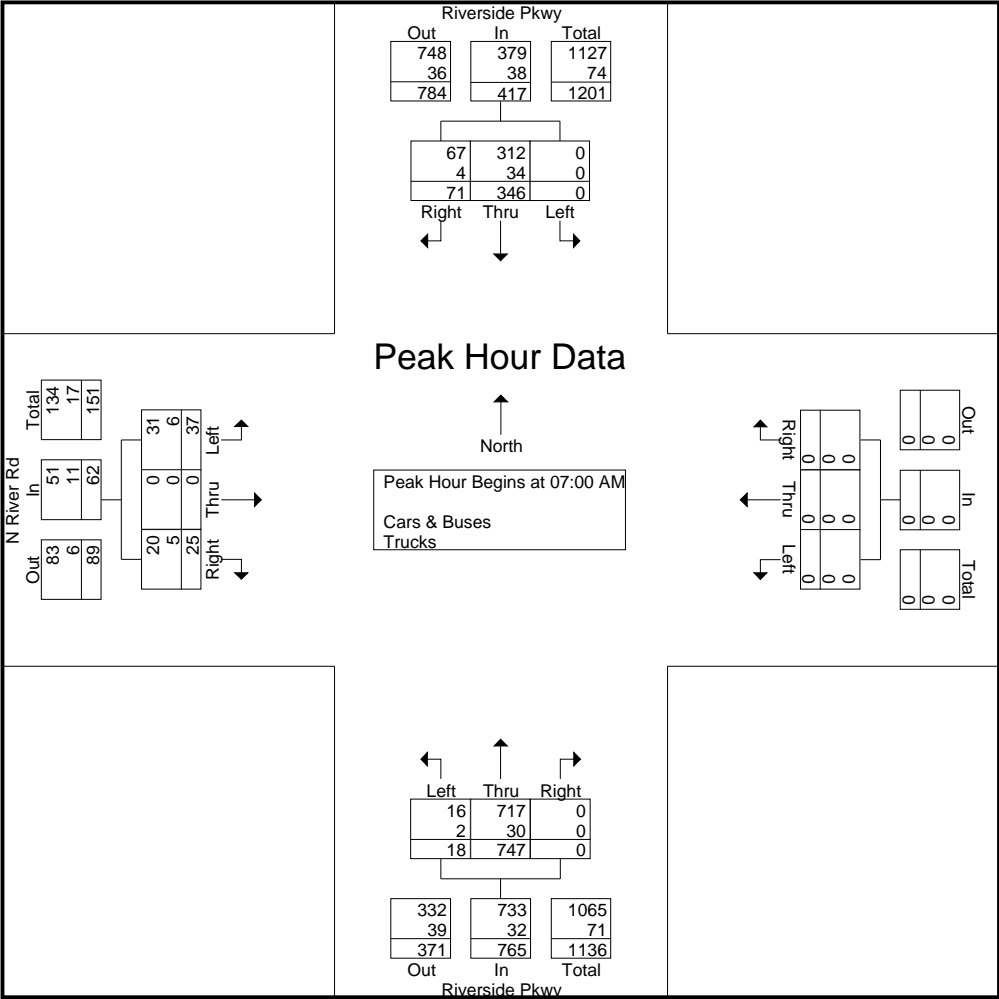 Riverside Pkwy
Out In Total
748 379 1127
36 38 74
784 417 1201
67 312 0
4 34 0
71 346 0
Right Thru Left
Peak Hour Data
North
Peak Hour Begins at 07:00 AM
Cars & Buses
Trucks
N River Rd
Out In Total
83 51 134
6 11 17
89 62 151
Right Thru Left
20 0 31
5 0 6
25 0 37
Right Thru Left
0 0 0
0 0 0
0 0 0
Out In Total
0 0 0
0 0 0
0 0 0
Left Thru Right
16 717 0
2 30 0
18 747 0
332 733 1065
39 32 71
371 765 1136
Out In Total
Riverside Pkwy